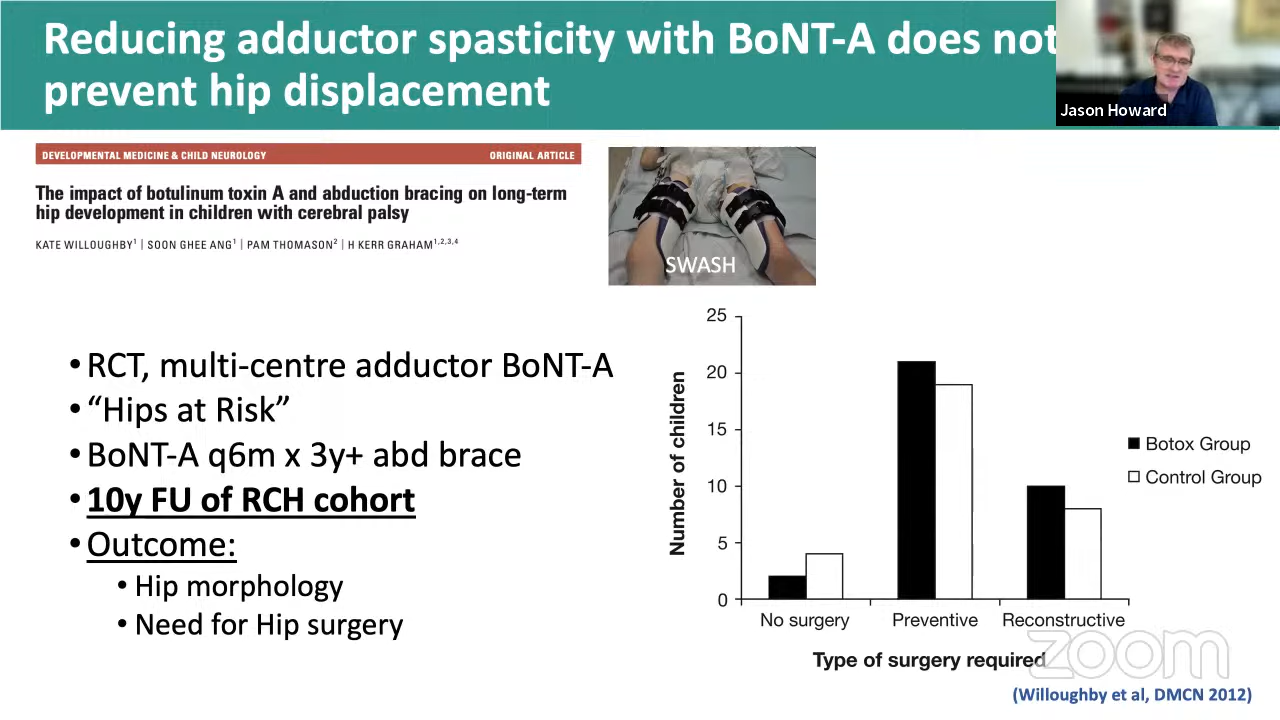 Reducing adductor spasticity with BoNT-A does not
prevent hip displacement
Jason Howard
DEVELOPMENTAL MEDICINE & CHILD NEUROLOGY
ORIGINAL ARTICLE
The impact of botulinum toxin A and abduction bracing on long-term
hip development in children with cerebral palsy
KATE WILLOUGHBY1 | SOON GHEE ANG1 | PAM THOMASON2 | H KERR GRAHAM1,2,3,4
SWASH
• RCT, multi-centre adductor BoNT-A
• “Hips at Risk”
• BoNT-A q6m x 3y+ abd brace
• 10y FU of RCH cohort
• Outcome:
• Hip morphology
• Need for Hip surgery
25
20
15
10
5
0
Number of children
No surgery
Preventive
Reconstructive
Type of surgery required
Botox Group
Control Group
zoom
(Willoughby et al, DMCN 2012)